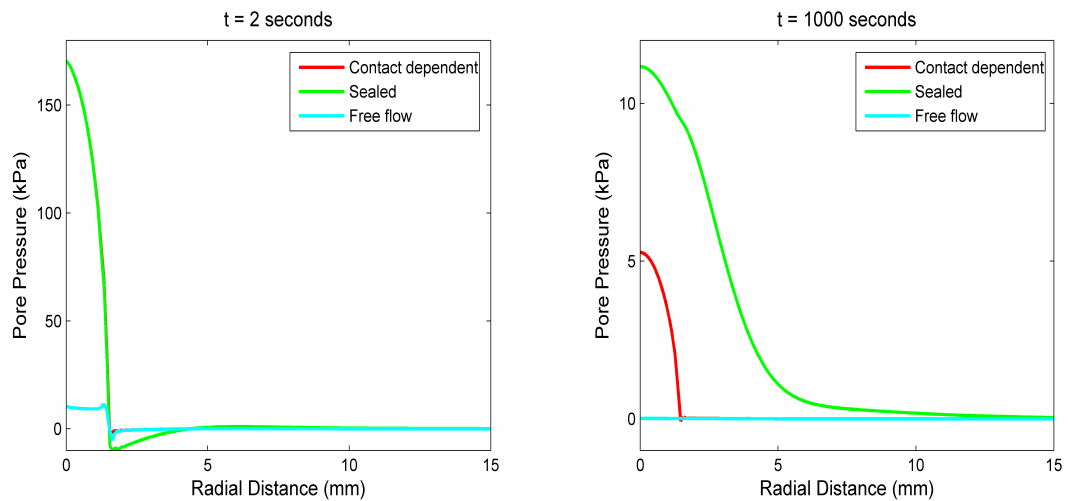 t = 2 seconds
Contact dependent
Sealed
Free flow
150
100
50
0
Pore Pressure (kPa)
0 5 10 15
Radial Distance (mm)
t = 1000 seconds
Contact dependent
Sealed
Free flow
10
5
0
Pore Pressure (kPa)
0 5 10 15
Radial Distance (mm)